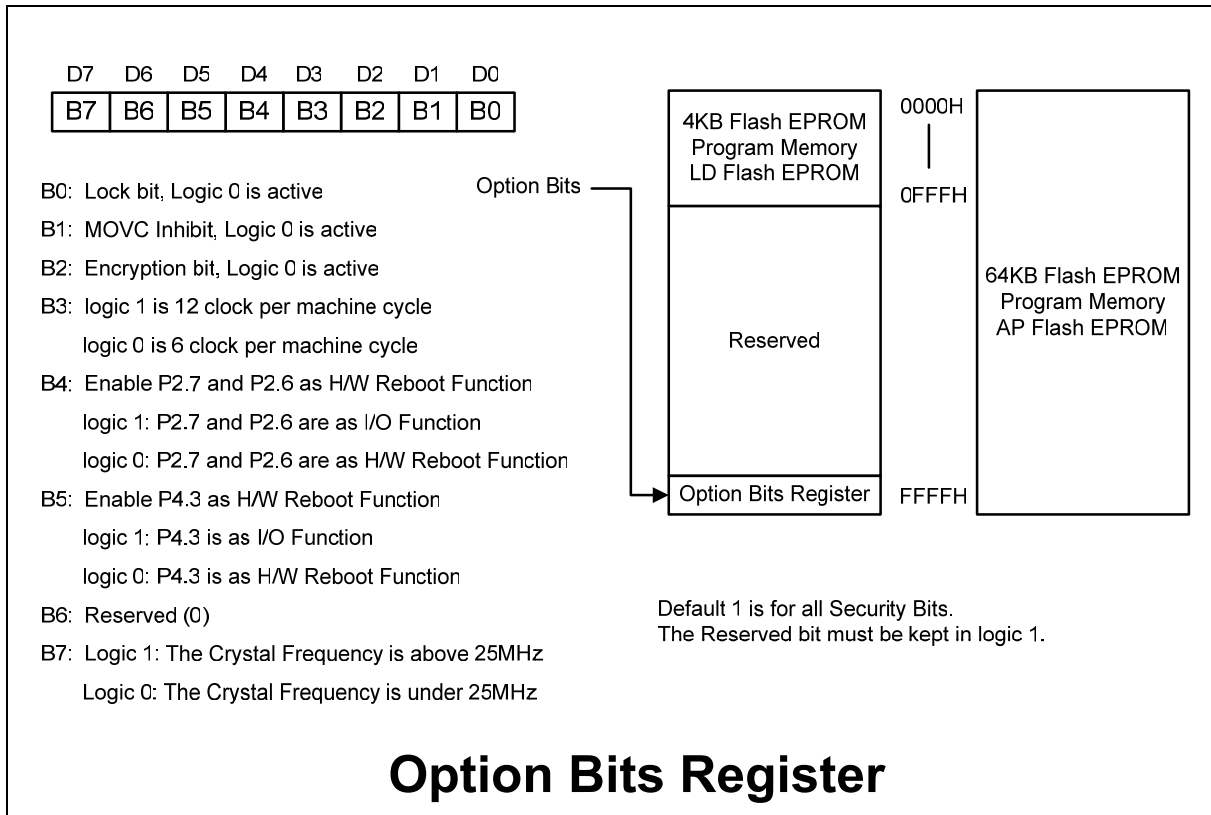 D7 D6 D5 D4 D3 D2 D1 D0
B7 B6 B5 B4 B3 B2 B1 B0
B0: Lock bit, Logic 0 is active
B1: MOVC Inhibit, Logic 0 is active
B2: Encryption bit, Logic 0 is active
B3: logic 1 is 12 clock per machine cycle
logic 0 is 6 clock per machine cycle
B4: Enable P2.7 and P2.6 as H/W Reboot Function
logic 1: P2.7 and P2.6 are as I/O Function
logic 0: P2.7 and P2.6 are as H/W Reboot Function
B5: Enable P4.3 as H/W Reboot Function
logic 1: P4.3 is as I/O Function
logic 0: P4.3 is as H/W Reboot Function
B6: Reserved (0)
B7: Logic 1: The Crystal Frequency is above 25MHz
Logic 0: The Crystal Frequency is under 25MHz
Option Bits
4KB Flash EPROM
Program Memory
LD Flash EPROM
Reserved
Option Bits Register
0000H
0FFFH
FFFFH
64KB Flash EPROM
Program Memory
AP Flash EPROM
Default 1 is for all Security Bits.
The Reserved bit must be kept in logic 1.
Option Bits Register